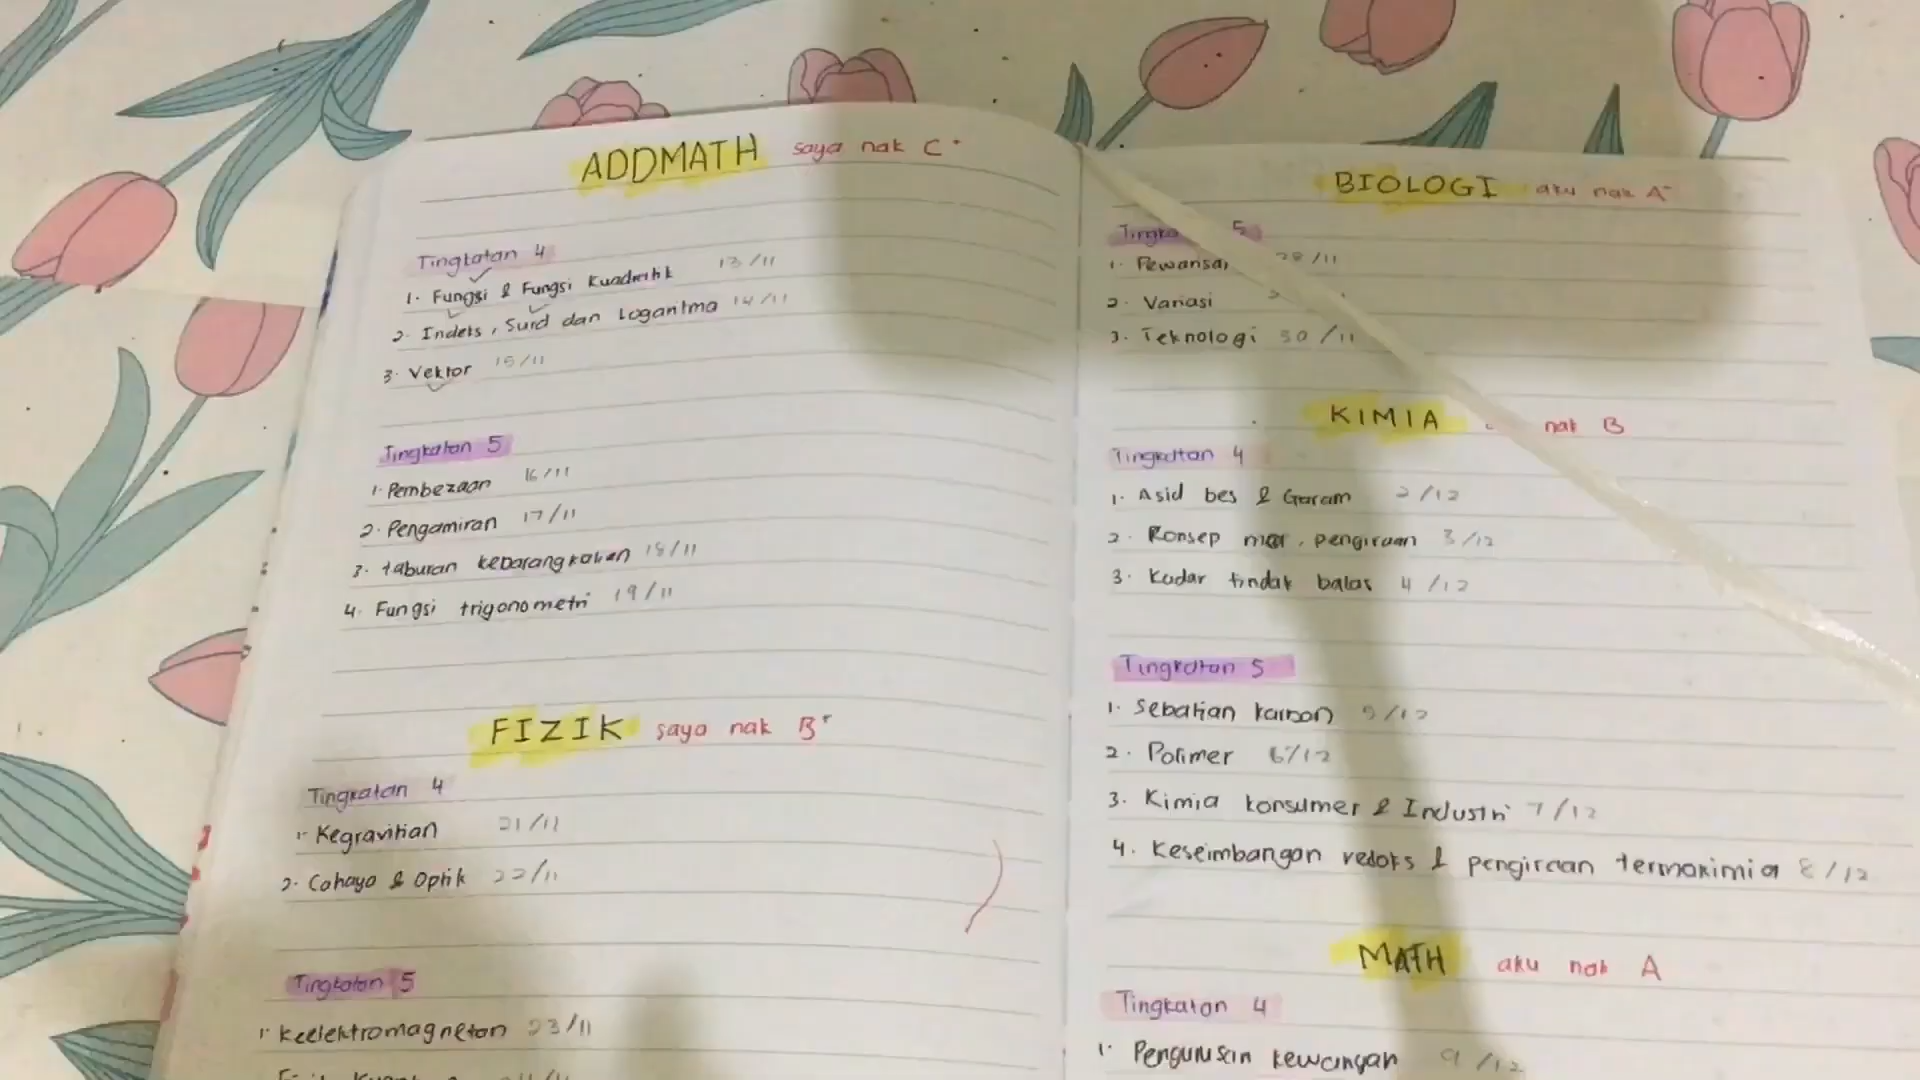 ADDMATH saya nak C+
Tingkatan 4
1. Fungsi & Fungsi Kuadratik 13/11
2. Indeks, Surd dan Logaritma 14/11
3. Vektor 15/11
Tingkatan 5
1. Pembezaan 16/11
2. Pengamiran 17/11
3. taburan kebarangkalian 18/11
4. Fungsi trigonometri 19/11
FIZIK saya nak B+
Tingkatan 4
1. Kegravitian 21/11
2. Cahaya & Optik 22/11
Tingkatan 5
1. Keelektromagnetan 23/11
BIOLOGI aku nak A-
Tingka 5
1. Pewarisa 28/11
2. Variasi
3. Teknologi 30/11
KIMIA nak B
Tingkatan 4
1. Asid bes & Garam 2/12
2. Konsep mol, pengiraan 3/12
3. Kadar tindak balas 4/12
Tingkatan 5
1. Sebatian karbon 5/12
2. Polimer 6/12
3. Kimia konsumer & Industri 7/12
4. Keseimbangan redoks & pengiraan termokimia 8/12
MATH aku nak A
Tingkatan 4
1. Pengurusan kewangan 9/12